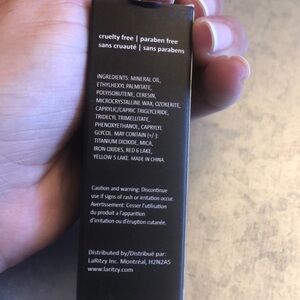 cruelty free | paraben free
sans cruauté | sans parabens
INGREDIENTS: MINERAL OIL,
ETHYLHEXYL PALMITATE,
POLYISOBUTENE, CERESIN,
MICROCRYSTALLINE WAX, OZOKERITE,
CAPRYLIC/CAPRIC TRIGLYCERIDE,
TRIDECYL TRIMELLITATE,
PHENOXYETHANOL, CAPRYLYL
GLYCOL. MAY CONTAIN (+/-):
TITANIUM DIOXIDE, MICA,
IRON OXIDES, RED 6 LAKE,
YELLOW 5 LAKE. MADE IN CHINA
Caution and warning: Discontinue
use if signs of rash or irritation occur.
Avertissement: Cesser l'utilisation
du produit a l'apparition
d'irritation ou d'éruption cutanée.
Distributed by/Distribué par:
LaRitzy Inc. Montréal, H2N2A5
www.laritzy.com